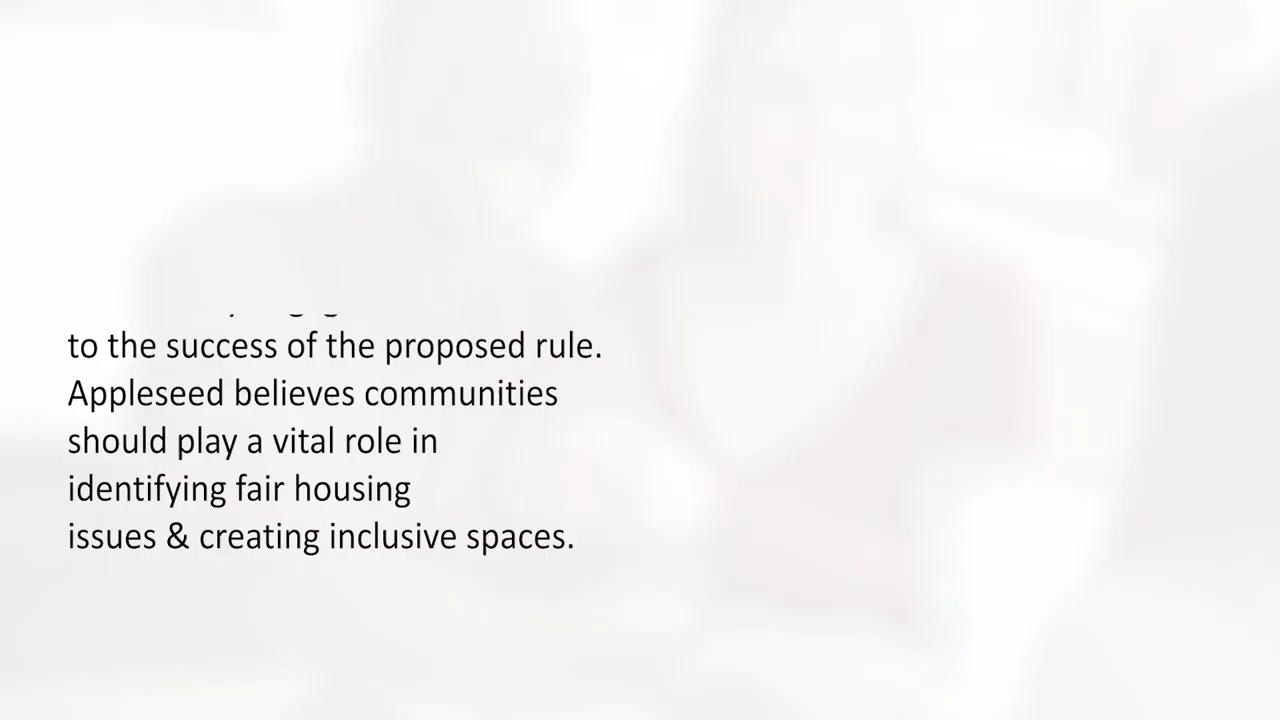 to the success of the proposed rule.
Appleseed believes communities
should play a vital role in
identifying fair housing
issues & creating inclusive spaces.